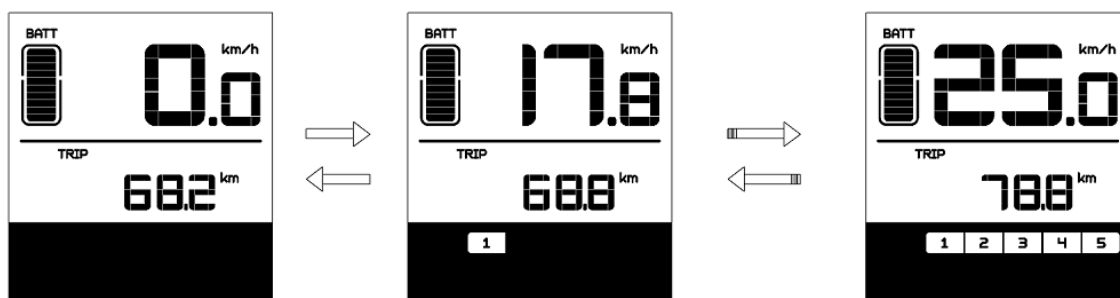 BATT
km/h
0.0
TRIP
68.2 km
BATT
km/h
17.8
TRIP
68.8 km
1
BATT
km/h
25.0
TRIP
78.8 km
1 2 3 4 5